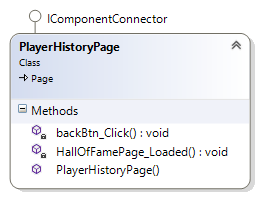 IComponentConnector
PlayerHistoryPage
Class
Page
Methods
backBtn_Click() : void
HallOfFamePage_Loaded() : void
PlayerHistoryPage()